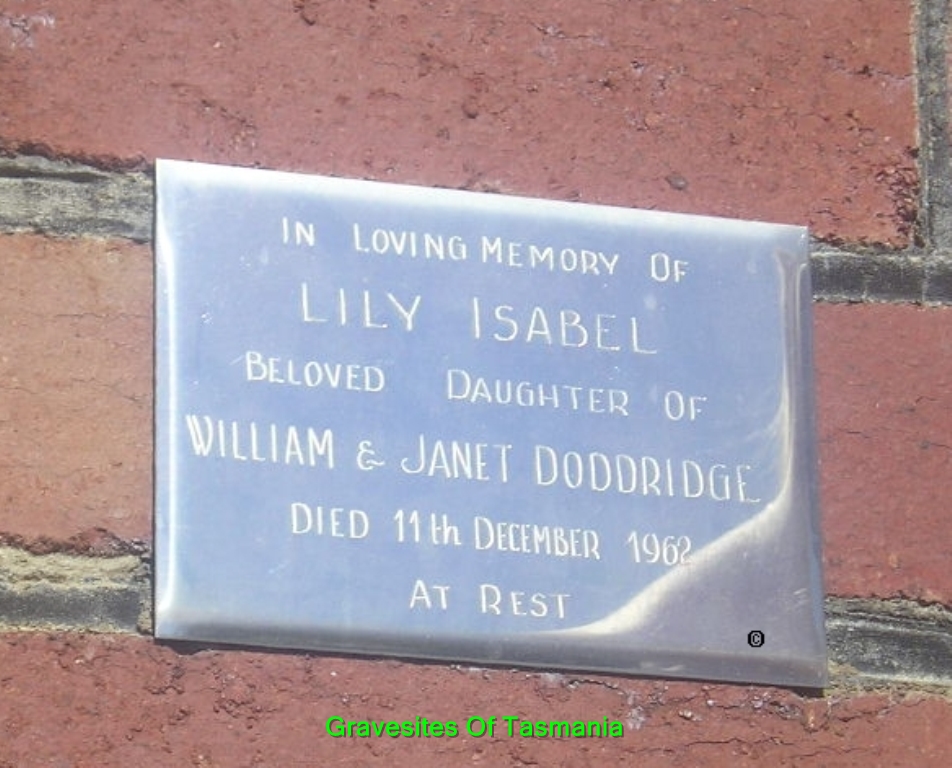 IN LOVING MEMORY OF
LILY ISABEL
BELOVED DAUGHTER OF
WILLIAM & JANET DODDRIDGE
DIED 11th DECEMBER 1962
AT REST
©
Gravesites Of Tasmania